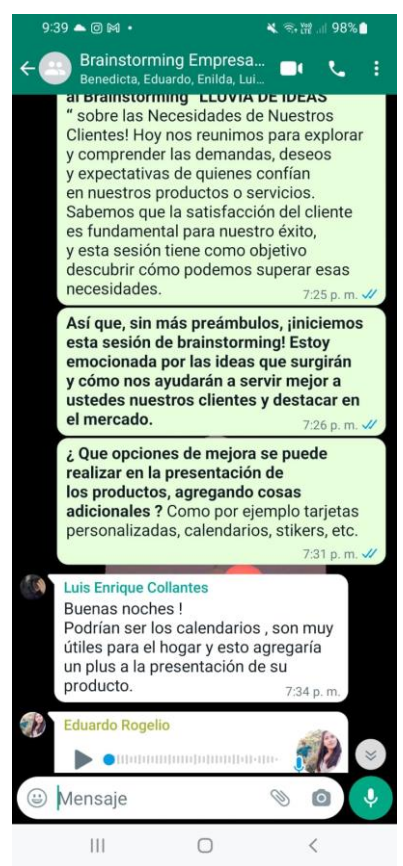 9:39
98%
Brainstorming Empresa...
Benedicta, Eduardo, Enilda, Lui...
al Brainstorming "LLUVIA DE IDEAS
" sobre las Necesidades de Nuestros
Clientes! Hoy nos reunimos para explorar
y comprender las demandas, deseos
y expectativas de quienes confían
en nuestros productos o servicios.
Sabemos que la satisfacción del cliente
es fundamental para nuestro éxito,
y esta sesión tiene como objetivo
descubrir cómo podemos superar esas
necesidades.
7:25 p. m.
Así que, sin más preámbulos, ¡iniciemos
esta sesión de brainstorming! Estoy
emocionada por las ideas que surgirán
y cómo nos ayudarán a servir mejor a
ustedes nuestros clientes y destacar en
el mercado.
7:26 p. m.
¿ Que opciones de mejora se puede
realizar en la presentación de
los productos, agregando cosas
adicionales ? Como por ejemplo tarjetas
personalizadas, calendarios, stikers, etc.
7:31 p. m.
Luis Enrique Collantes
Buenas noches !
Podrían ser los calendarios , son muy
útiles para el hogar y esto agregaría
un plus a la presentación de su
producto.
7:34 p. m.
Eduardo Rogelio
Mensaje